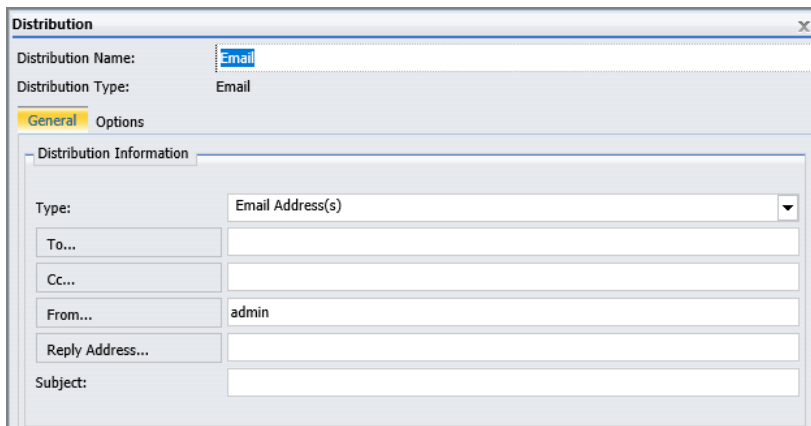 Distribution X
Distribution Name: Email
Distribution Type: Email
General Options
Distribution Information
Type: Email Address(s)
To...
Cc...
From... admin
Reply Address...
Subject: